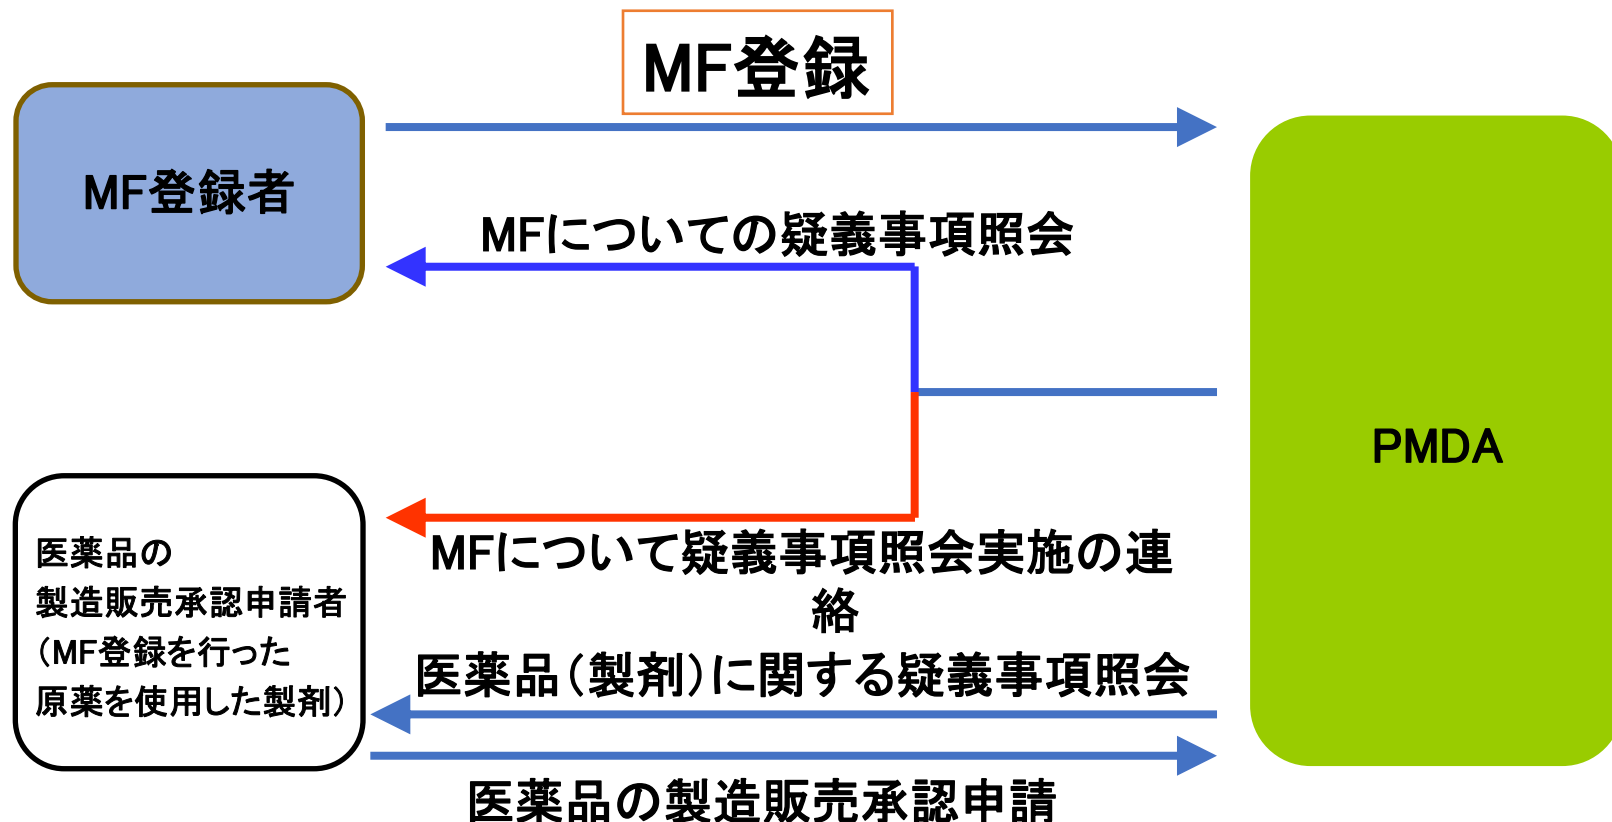 MF登録
MF登録者
MFについての疑義事項照会
PMDA
医薬品の
製造販売承認申請者
（MF登録を行った
原薬を使用した製剤）
MFについて疑義事項照会実施の連
絡
医薬品（製剤）に関する疑義事項照会
医薬品の製造販売承認申請